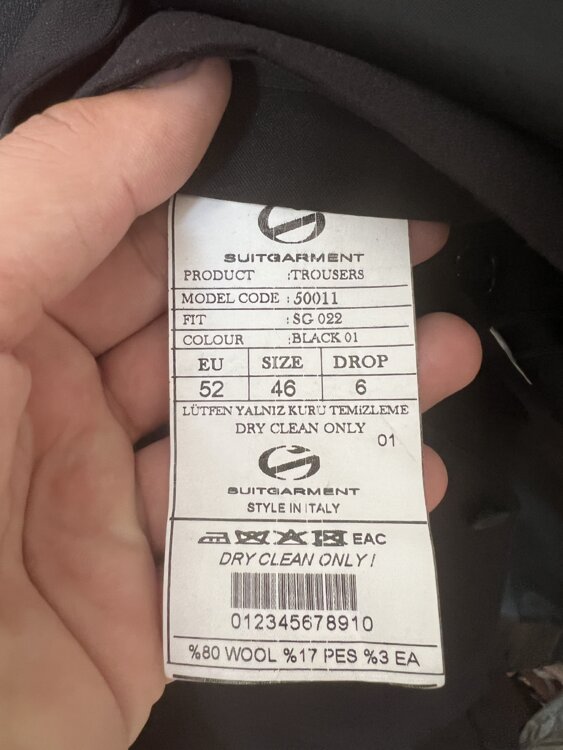 SUITGARMENT
PRODUCT :TROUSERS
MODEL CODE : 50011
FIT : SG 022
COLOUR :BLACK 01
EU SIZE DROP
52 46 6
LÜTFEN YALNIZ KURU TEMİZLEME
DRY CLEAN ONLY
01
SUITGARMENT
STYLE IN ITALY
EAC
DRY CLEAN ONLY !
012345678910
%80 WOOL %17 PES %3 EA